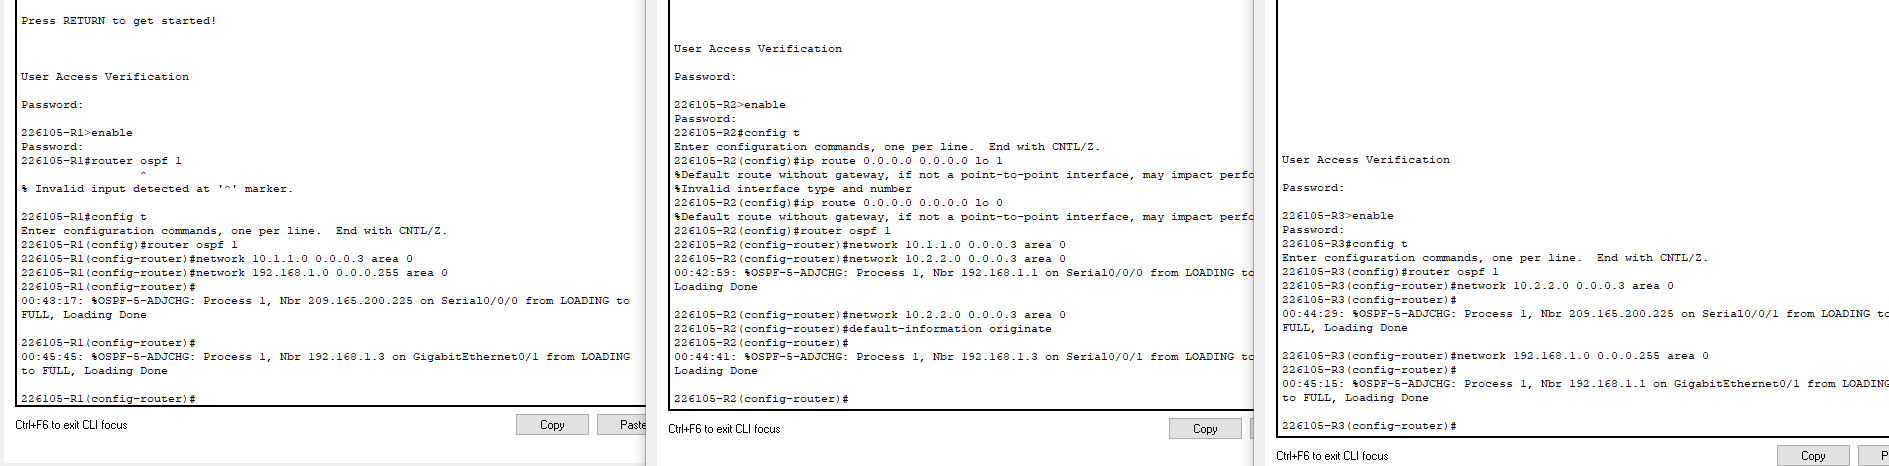 Press RETURN to get started!
User Access Verification
Password:
226105-R1>enable
Password:
226105-R1#router ospf 1
^
% Invalid input detected at '^' marker.
226105-R1#config t
Enter configuration commands, one per line.  End with CNTL/Z.
226105-R1(config)#router ospf 1
226105-R1(config-router)#network 10.1.1.0 0.0.0.3 area 0
226105-R1(config-router)#network 192.168.1.0 0.0.0.255 area 0
226105-R1(config-router)#
00:43:17: %OSPF-5-ADJCHG: Process 1, Nbr 209.165.200.225 on Serial0/0/0 from LOADING to
FULL, Loading Done
226105-R1(config-router)#
00:45:45: %OSPF-5-ADJCHG: Process 1, Nbr 192.168.1.3 on GigabitEthernet0/1 from LOADING
to FULL, Loading Done
226105-R1(config-router)#
Ctrl+F6 to exit CLI focus
Copy
Paste
User Access Verification
Password:
226105-R2>enable
Password:
226105-R2#config t
Enter configuration commands, one per line.  End with CNTL/Z.
226105-R2(config)#ip route 0.0.0.0 0.0.0.0 lo 1
%Default route without gateway, if not a point-to-point interface, may impact perfo
%Invalid interface type and number
226105-R2(config)#ip route 0.0.0.0 0.0.0.0 lo 0
%Default route without gateway, if not a point-to-point interface, may impact perfo
226105-R2(config)#router ospf 1
226105-R2(config-router)#network 10.1.1.0 0.0.0.3 area 0
226105-R2(config-router)#network 10.2.2.0 0.0.0.3 area 0
00:42:59: %OSPF-5-ADJCHG: Process 1, Nbr 192.168.1.1 on Serial0/0/0 from LOADING to
Loading Done
226105-R2(config-router)#network 10.2.2.0 0.0.0.3 area 0
226105-R2(config-router)#default-information originate
226105-R2(config-router)#
00:44:41: %OSPF-5-ADJCHG: Process 1, Nbr 192.168.1.3 on Serial0/0/1 from LOADING to
Loading Done
226105-R2(config-router)#
Ctrl+F6 to exit CLI focus
Copy
User Access Verification
Password:
226105-R3>enable
Password:
226105-R3#config t
Enter configuration commands, one per line.  End with CNTL/Z.
226105-R3(config)#router ospf 1
226105-R3(config-router)#network 10.2.2.0 0.0.0.3 area 0
226105-R3(config-router)#
00:44:29: %OSPF-5-ADJCHG: Process 1, Nbr 209.165.200.225 on Serial0/0/1 from LOADING to
FULL, Loading Done
226105-R3(config-router)#network 192.168.1.0 0.0.0.255 area 0
226105-R3(config-router)#
00:45:15: %OSPF-5-ADJCHG: Process 1, Nbr 192.168.1.1 on GigabitEthernet0/1 from LOADING
to FULL, Loading Done
226105-R3(config-router)#
Ctrl+F6 to exit CLI focus
Copy
P